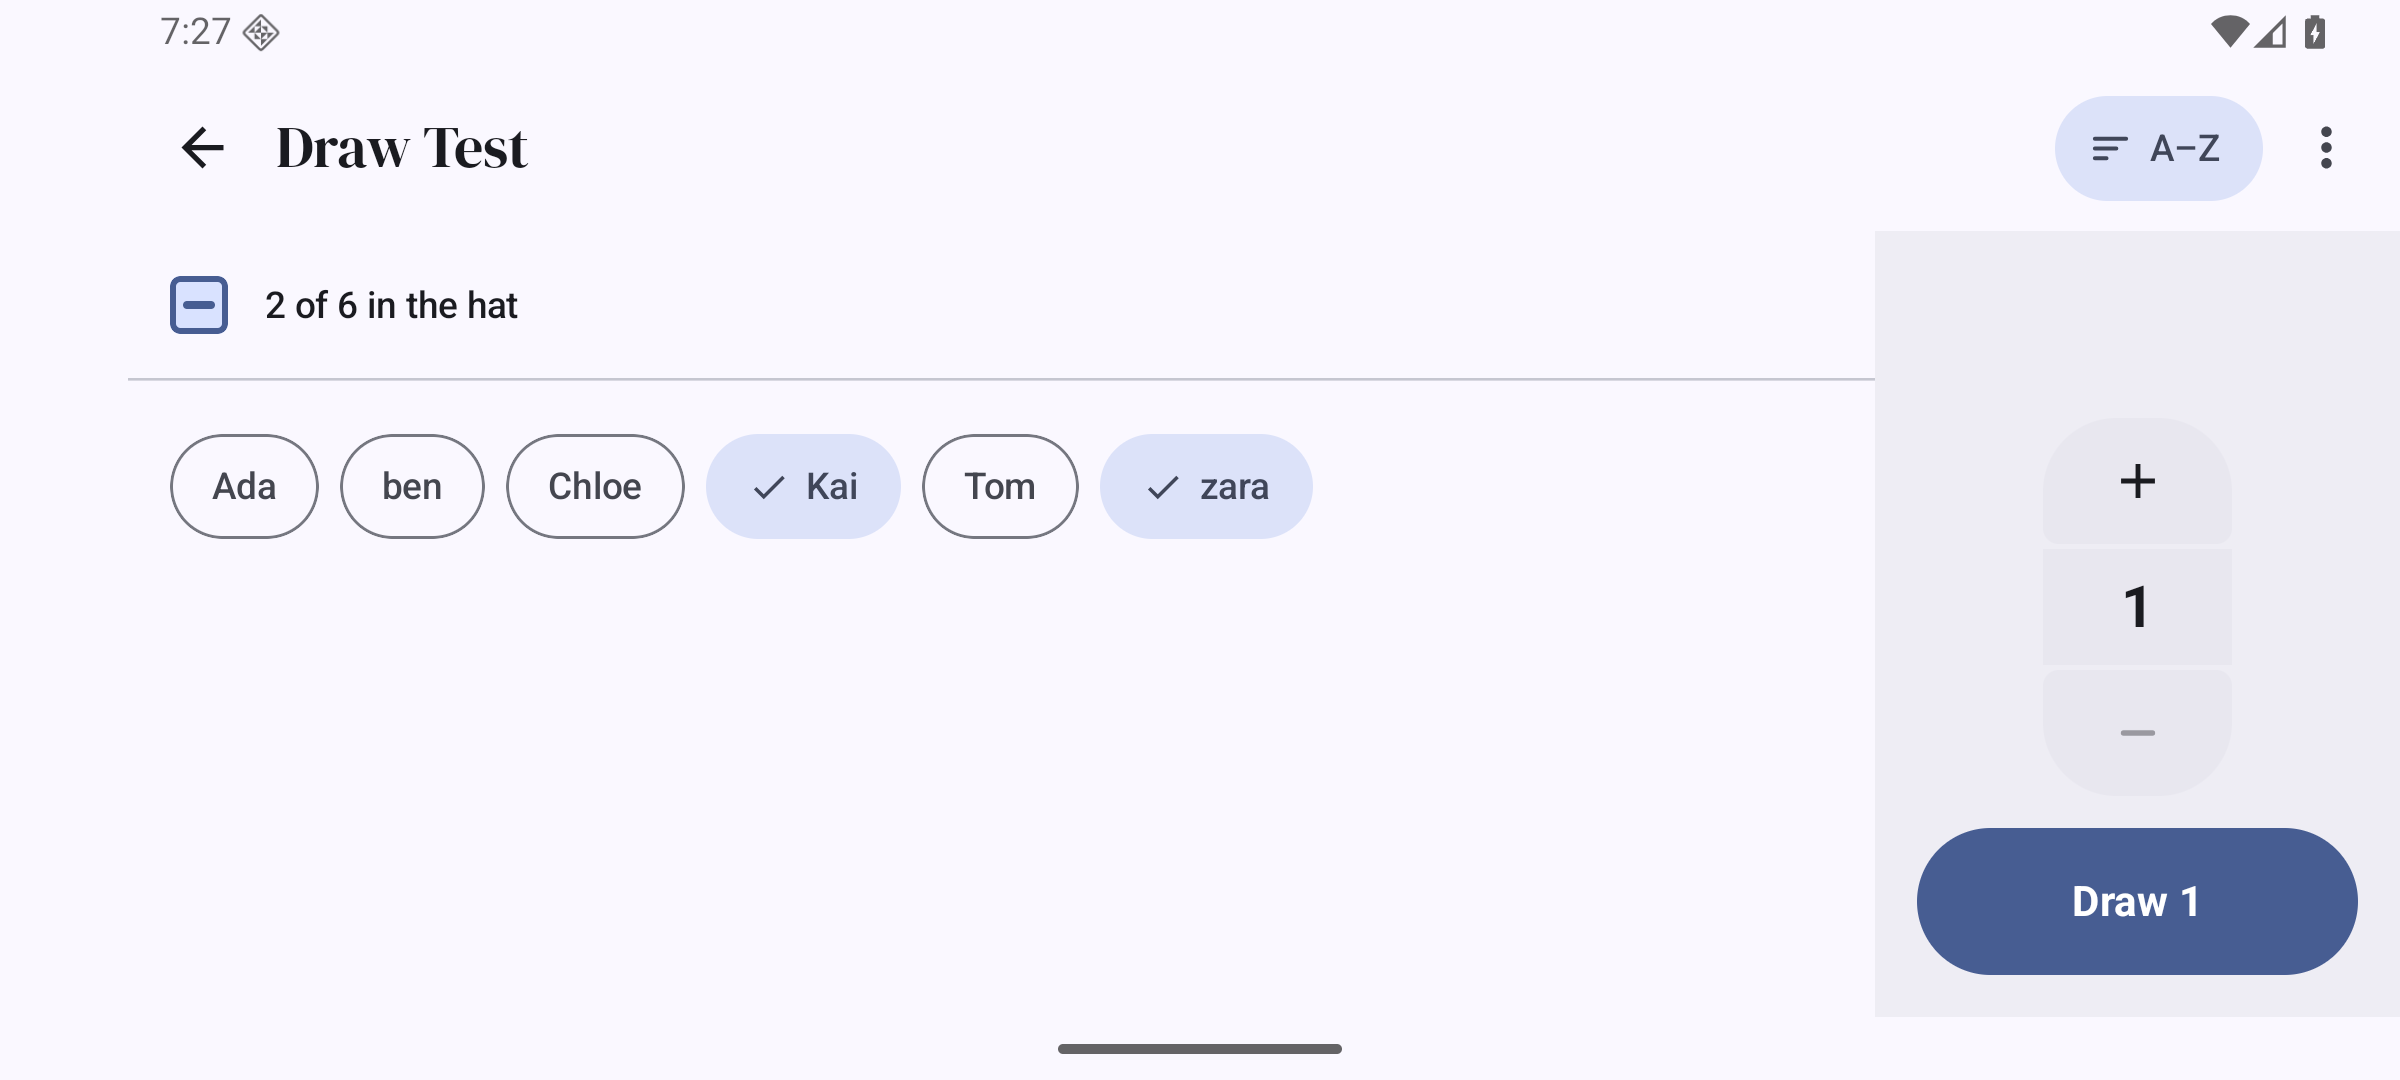 7:27
Draw Test
A–Z
2 of 6 in the hat
Ada ben Chloe Kai Tom zara
1
Draw 1